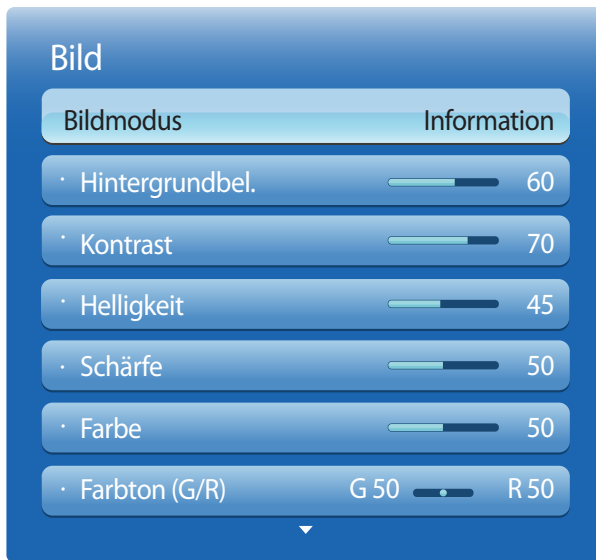 Bild
Bildmodus Information
· Hintergrundbel. 60
· Kontrast 70
· Helligkeit 45
· Schärfe 50
· Farbe 50
· Farbton (G/R) G 50 R 50